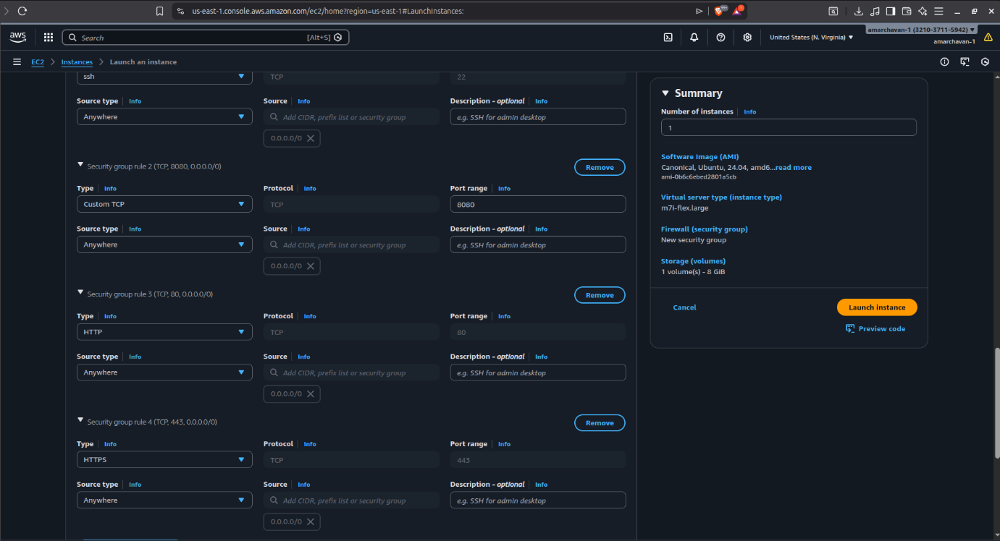 us-east-1.console.aws.amazon.com/ec2/home?region=us-east-1#LaunchInstances:
99+
1
aws
Search
[Alt+S]
United States (N. Virginia)
amarchavan-1 (3210-3711-5942)
amarchavan-1
EC2
Instances
Launch an instance
ssh
TCP
22
Source type Info
Source Info
Description - optional Info
Anywhere
Add CIDR, prefix list or security group
e.g. SSH for admin desktop
0.0.0.0/0
Security group rule 2 (TCP, 8080, 0.0.0.0/0)
Remove
Type Info
Protocol Info
Port range Info
Custom TCP
TCP
8080
Source type Info
Source Info
Description - optional Info
Anywhere
Add CIDR, prefix list or security group
e.g. SSH for admin desktop
0.0.0.0/0
Security group rule 3 (TCP, 80, 0.0.0.0/0)
Remove
Type Info
Protocol Info
Port range Info
HTTP
TCP
80
Source type Info
Source Info
Description - optional Info
Anywhere
Add CIDR, prefix list or security group
e.g. SSH for admin desktop
0.0.0.0/0
Security group rule 4 (TCP, 443, 0.0.0.0/0)
Remove
Type Info
Protocol Info
Port range Info
HTTPS
TCP
443
Source type Info
Source Info
Description - optional Info
Anywhere
Add CIDR, prefix list or security group
e.g. SSH for admin desktop
0.0.0.0/0
Summary
Number of instances Info
1
Software Image (AMI)
Canonical, Ubuntu, 24.04, amd6...read more
ami-0b6c6ebed2801a5cb
Virtual server type (instance type)
m7i-flex.large
Firewall (security group)
New security group
Storage (volumes)
1 volume(s) - 8 GiB
Cancel
Launch instance
Preview code